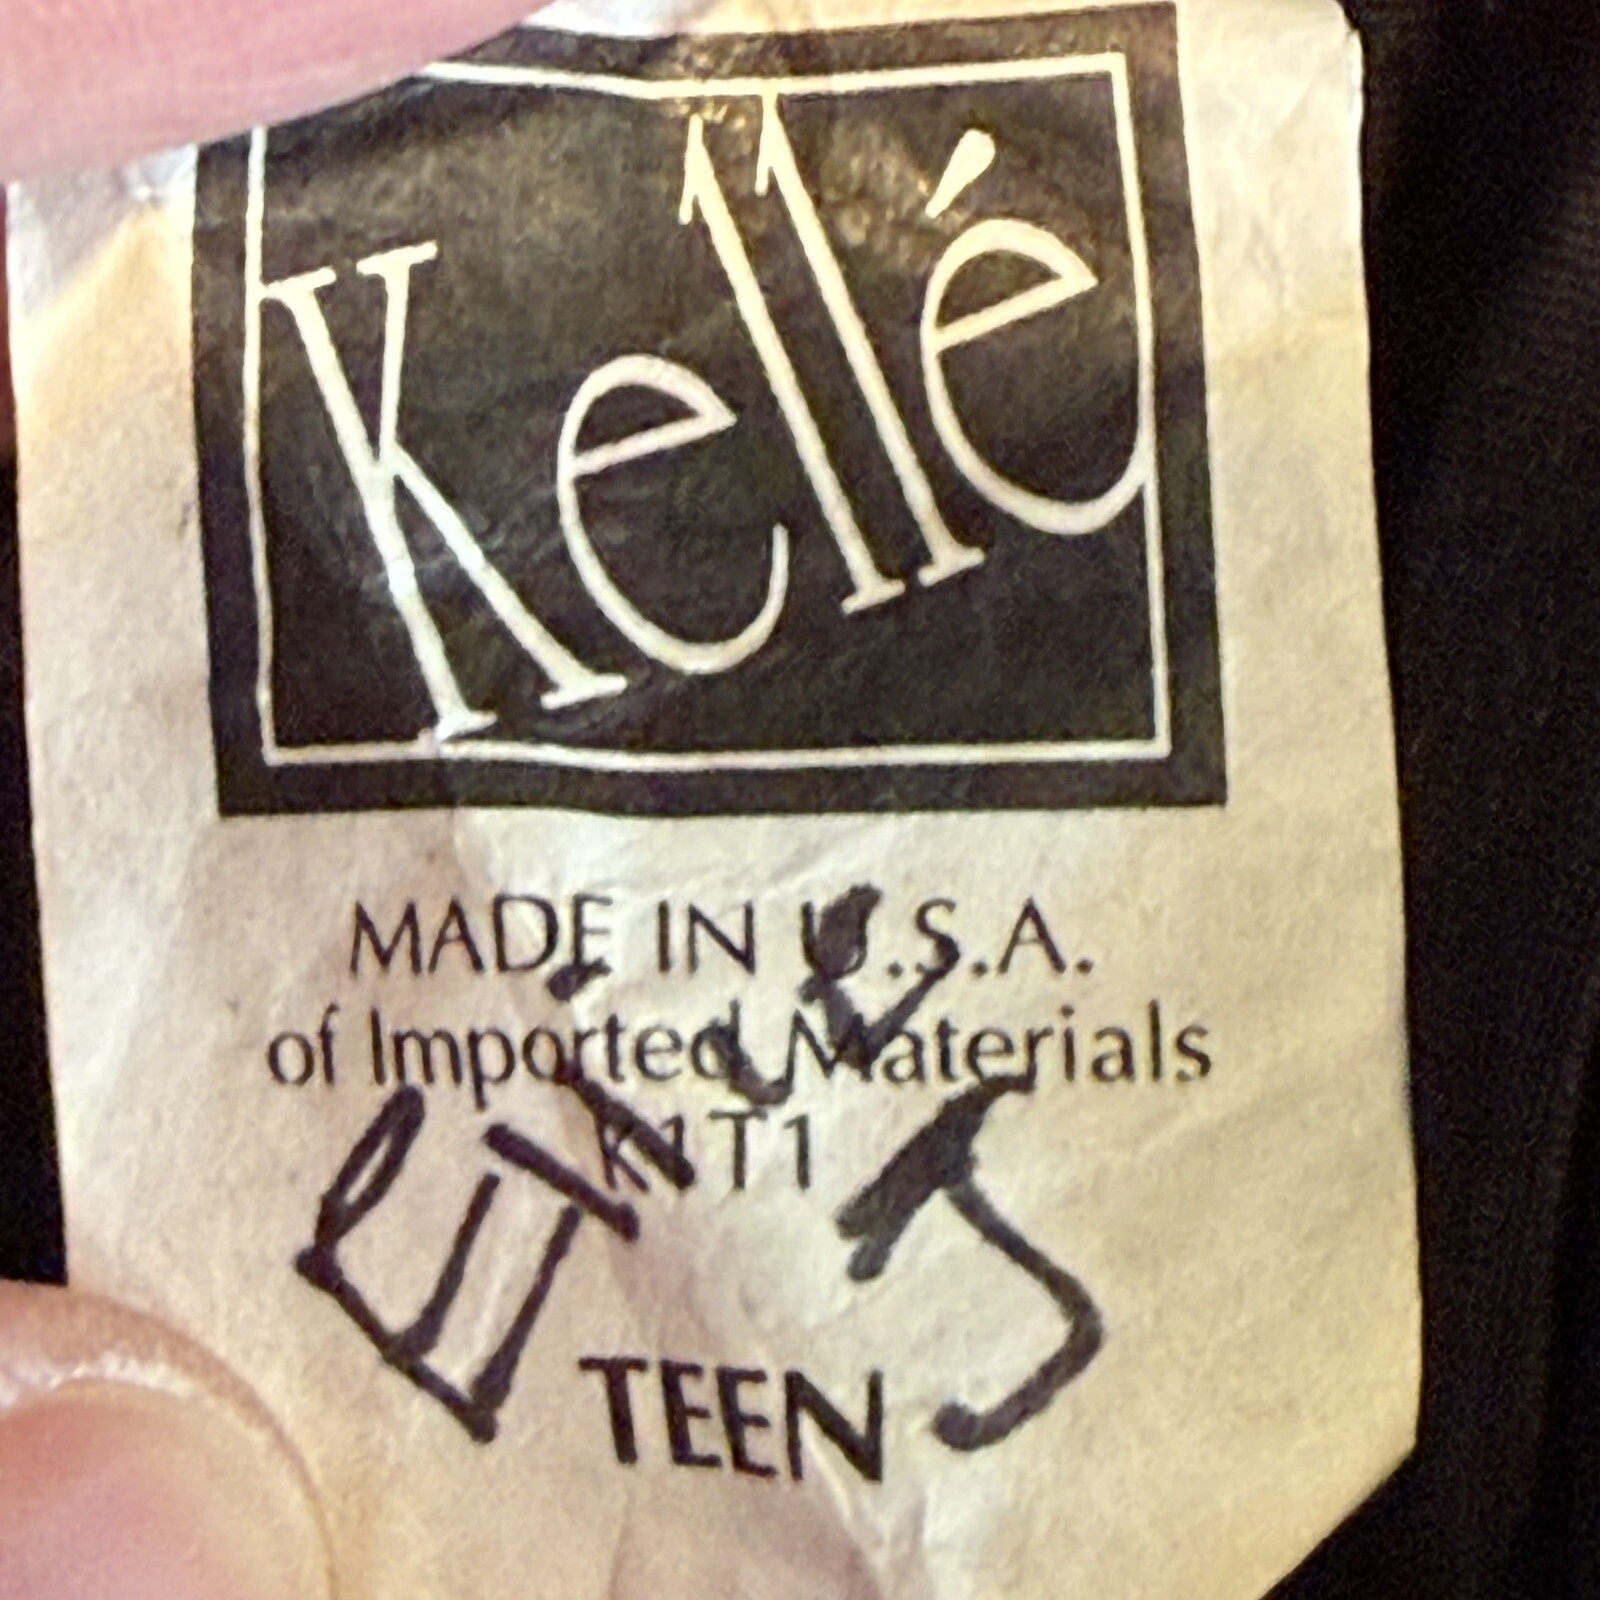 Kellé
MADE IN U.S.A.
of Imported Materials
K1T1
TEEN
J